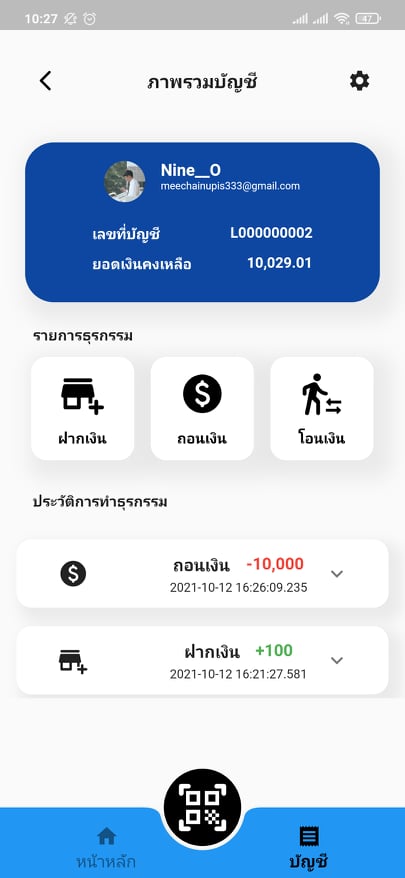 10:27
47
ภาพรวมบัญชี
Nine__O
meechainupis333@gmail.com
เลขที่บัญชี L000000002
ยอดเงินคงเหลือ 10,029.01
รายการธุรกรรม
ฝากเงิน ถอนเงิน โอนเงิน
ประวัติการทำธุรกรรม
ถอนเงิน -10,000
2021-10-12 16:26:09.235
ฝากเงิน +100
2021-10-12 16:21:27.581
หน้าหลัก บัญชี